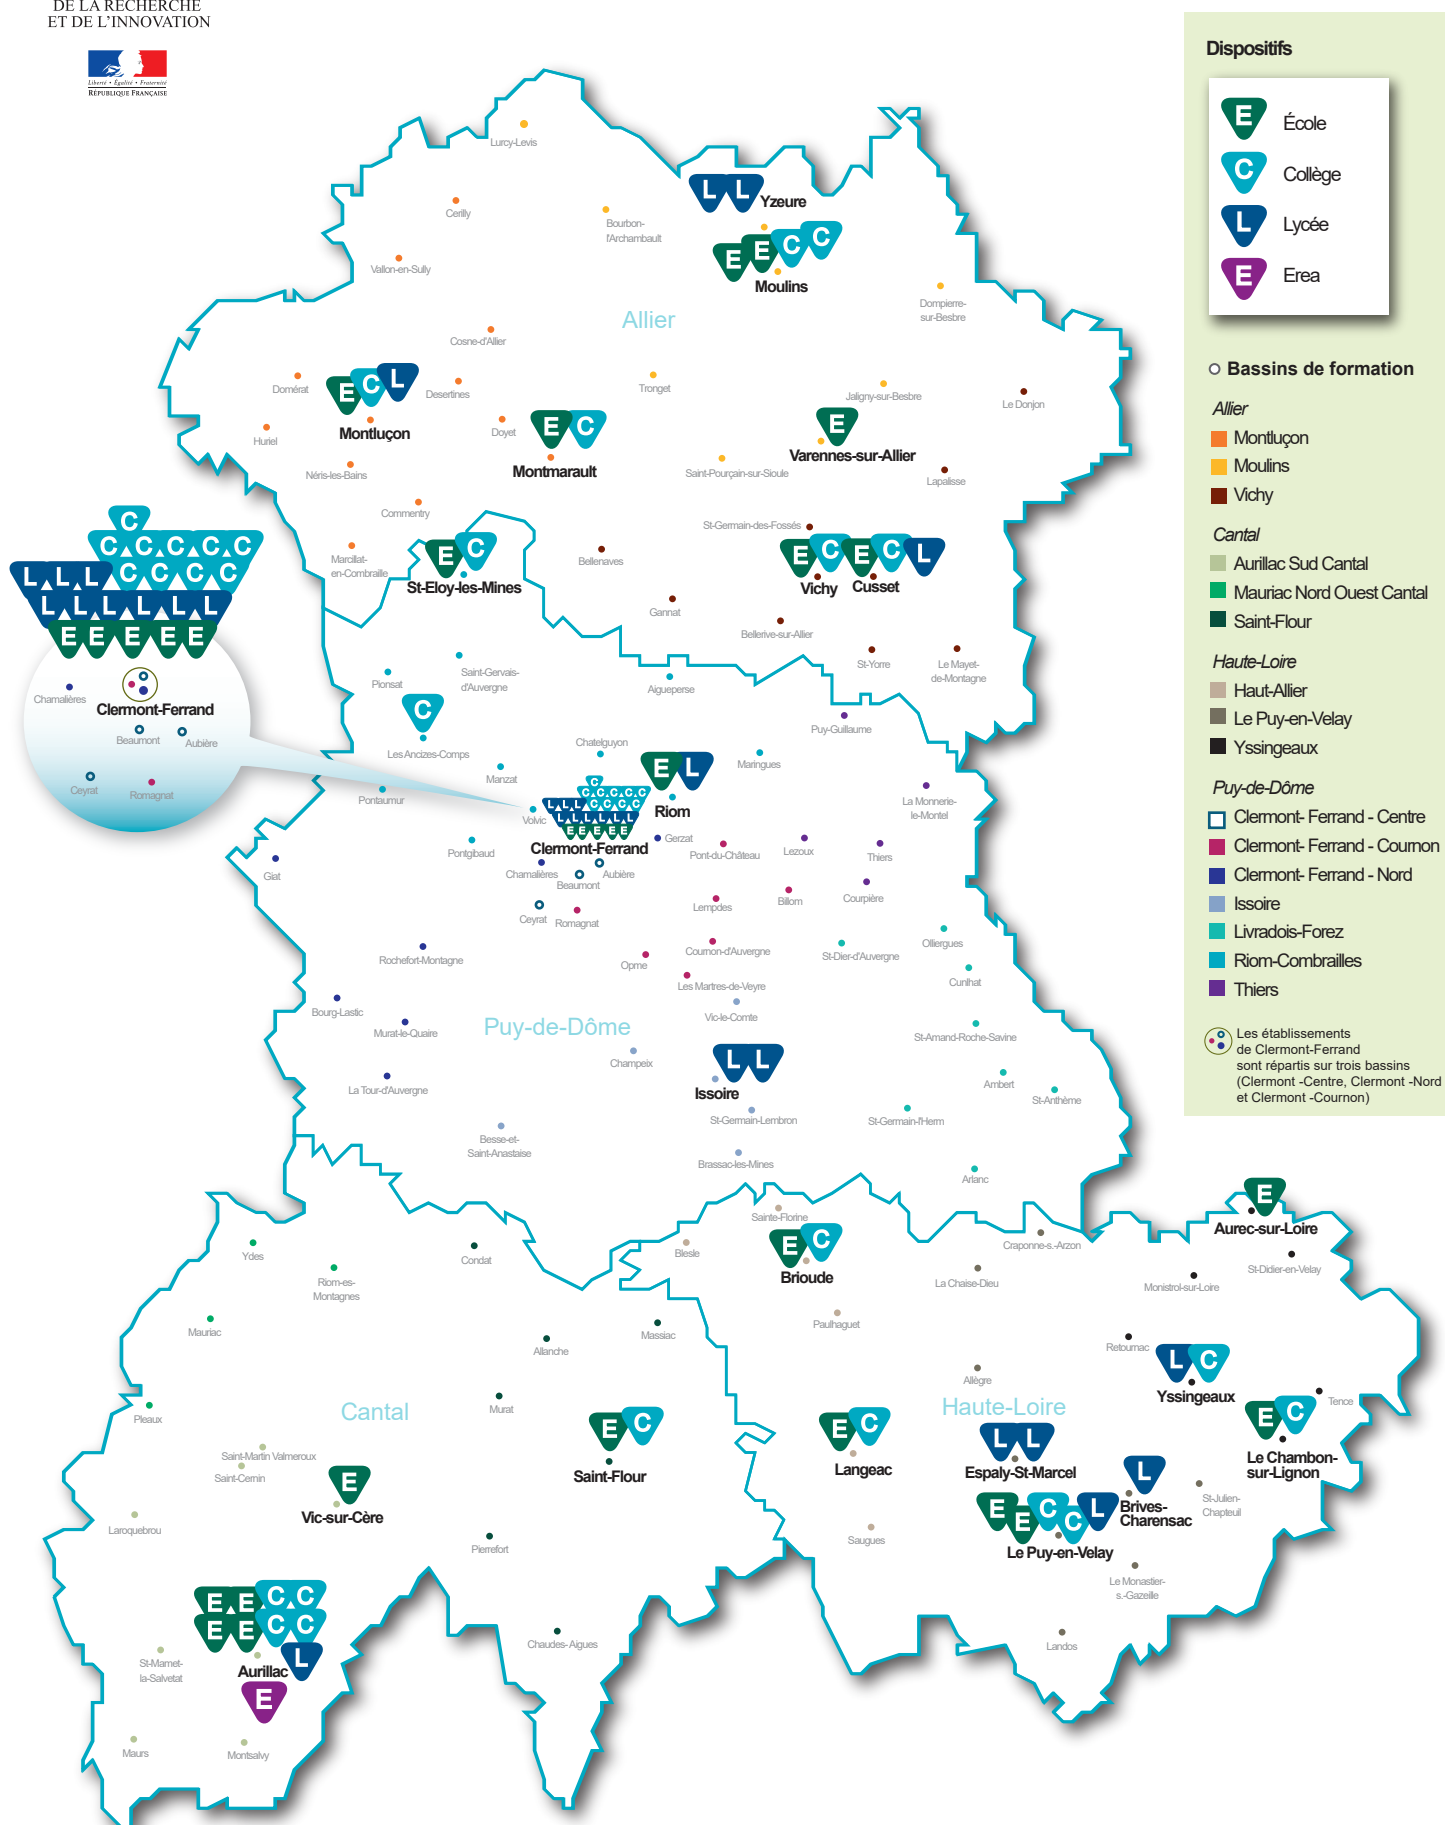 DE LA RECHERCHE
ET DE L'INNOVATION
Liberté • Égalité • Fraternité
RÉPUBLIQUE FRANÇAISE
Dispositifs
E École
C Collège
L Lycée
E Erea
Bassins de formation
Allier
Montluçon
Moulins
Vichy
Cantal
Aurillac Sud Cantal
Mauriac Nord Ouest Cantal
Saint-Flour
Haute-Loire
Haut-Allier
Le Puy-en-Velay
Yssingeaux
Puy-de-Dôme
Clermont- Ferrand - Centre
Clermont- Ferrand - Cournon
Clermont- Ferrand - Nord
Issoire
Livradois-Forez
Riom-Combrailles
Thiers
Les établissements
de Clermont-Ferrand
sont répartis sur trois bassins
(Clermont -Centre, Clermont -Nord
et Clermont -Cournon)
Lurcy-Levis
Cerilly
Bourbon-
l'Archambault
L L
Yzeure
E E C C
Moulins
Vallon-en-Sully
Allier
Dompierre-
sur-Besbre
Cosne-d'Allier
Domérat
E C L
Montluçon
Desertines
Tronget
Jaligny-sur-Besbre
Le Donjon
Huriel
Doyet
E C
Montmarault
E
Varennes-sur-Allier
Néris-les-Bains
Saint-Pourçain-sur-Sioule
Lapalisse
Commentry
St-Germain-des-Fossés
Marcillat-
en-Combraille
E C
St-Eloy-les-Mines
Bellenaves
E C E C L
Vichy
Cusset
Gannat
Bellerive-sur-Allier
St-Yorre
Le Mayet-
de-Montagne
C
C C C C C
L L L C C C C
L L L L L L
E E E E E
Chamalières
Clermont-Ferrand
Beaumont
Aubière
Ceyrat
Romagnat
Pionsat
Saint-Gervais-
d'Auvergne
Aigueperse
C
Les Ancizes-Comps
Puy-Guillaume
Chatelguyon
Manzat
E L
Riom
Maringues
Pontaumur
La Monnerie-
le-Montel
Volvic
C
C C C C C
L L L C C C C
L L L L L L
E E E E E
Clermont-Ferrand
Gerzat
Pontgibaud
Pont-du-Château
Lezoux
Thiers
Giat
Chamalières
Beaumont
Aubière
Courpière
Ceyrat
Romagnat
Lempdes
Billom
Rochefort-Montagne
Opme
Cournon-d'Auvergne
St-Dier-d'Auvergne
Olliergues
Les Martres-de-Veyre
Cunlhat
Bourg-Lastic
Murat-le-Quaire
Puy-de-Dôme
Vic-le-Comte
St-Amand-Roche-Savine
Champeix
L L
Issoire
La Tour-d'Auvergne
Ambert
St-Anthème
St-Germain-Lembron
St-Germain-l'Herm
Besse-et-
Saint-Anastaise
Brassac-les-Mines
Arlanc
Sainte-Florine
E
Aurec-sur-Loire
Ydes
Condat
Blesle
E C
Brioude
Craponne-s.-Arzon
St-Didier-en-Velay
Riom-es-
Montagnes
La Chaise-Dieu
Monistrol-sur-Loire
Mauriac
Massiac
Paulhaguet
Allanche
Retournac
Allègre
L C
Yssingeaux
Pleaux
Cantal
Murat
Haute-Loire
Tence
E C
Saint-Flour
E C
Langeac
L L
Espaly-St-Marcel
E C
Le Chambon-
sur-Lignon
Saint-Martin Valmeroux
Saint-Cernin
E
Vic-sur-Cère
L
Brives-
Charensac
St-Julien-
Chapteuil
Laroquebrou
E E C C L
Le Puy-en-Velay
Saugues
Pierrefort
Le Monastier-
s.-Gazeille
E E C C
E E C C
L
Aurillac
E
Chaudes- Aigues
Landos
St-Mamet-
la-Salvetat
Maurs
Montsalvy